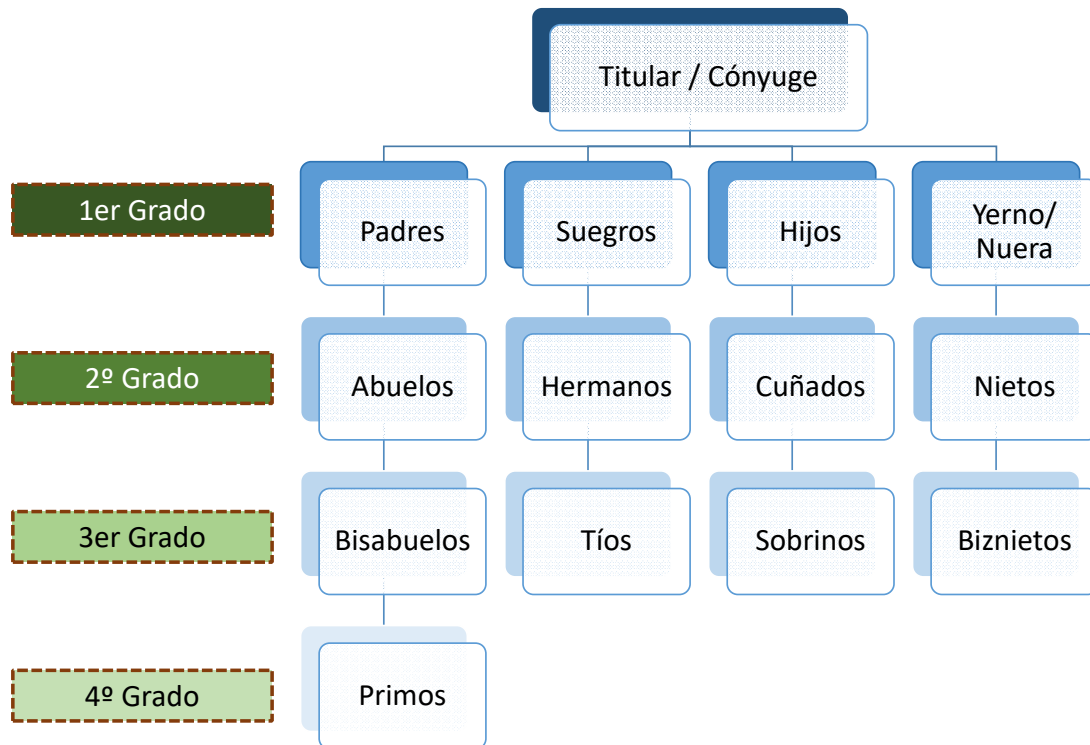 Titular / Cónyuge
1er Grado
Padres
Suegros
Hijos
Yerno/
Nuera
2º Grado
Abuelos
Hermanos
Cuñados
Nietos
3er Grado
Bisabuelos
Tíos
Sobrinos
Biznietos
4º Grado
Primos